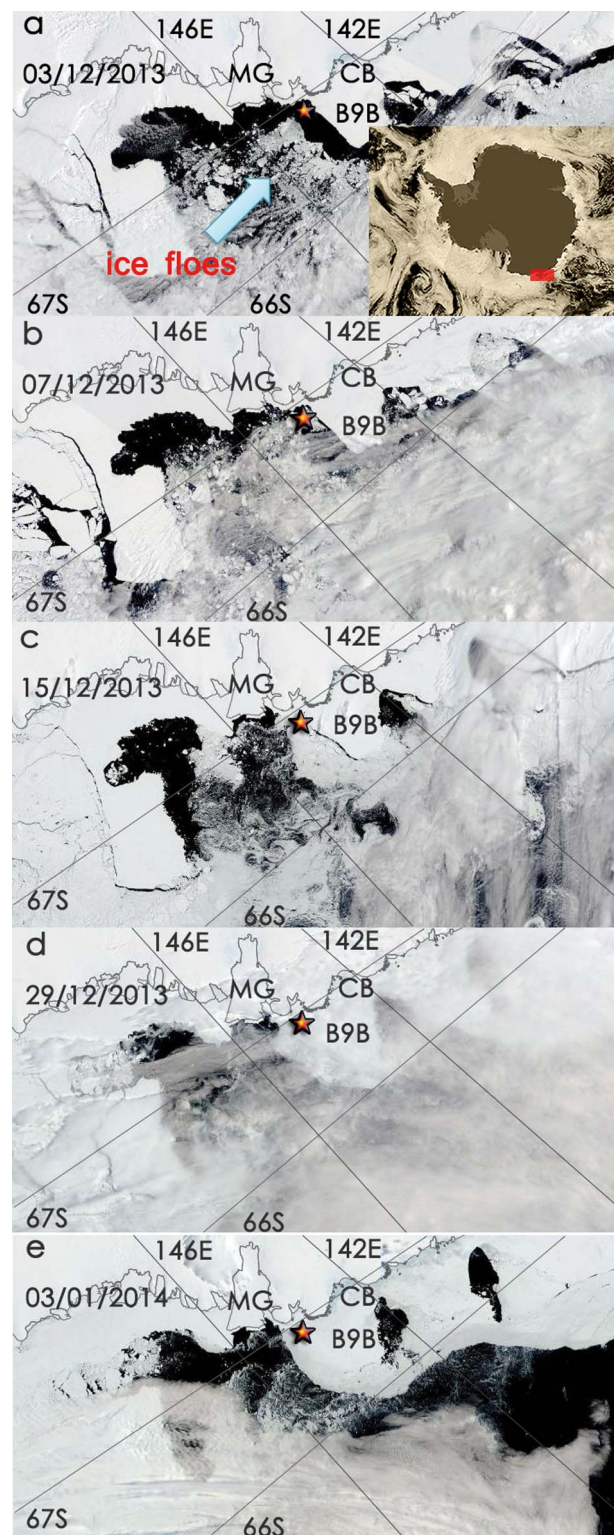 a
146E 142E
03/12/2013 MG CB
B9B
ice floes
67S 66S
b 146E 142E
07/12/2013 MG CB
B9B
67S 66S
c 146E 142E
15/12/2013 MG CB
B9B
67S 66S
d 146E 142E
29/12/2013 MG CB
B9B
67S 66S
e 146E 142E
03/01/2014 MG CB
B9B
67S 66S